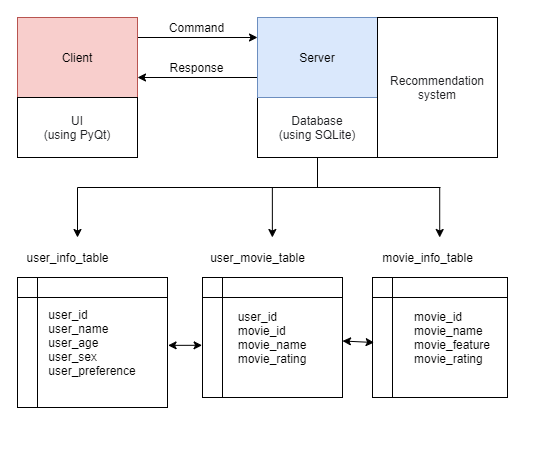 Command
Client
Server
Response
Recommendation
system
UI
(using PyQt)
Database
(using SQLite)
user_info_table
user_movie_table
movie_info_table
user_id
user_name
user_age
user_sex
user_preference
user_id
movie_id
movie_name
movie_rating
movie_id
movie_name
movie_feature
movie_rating